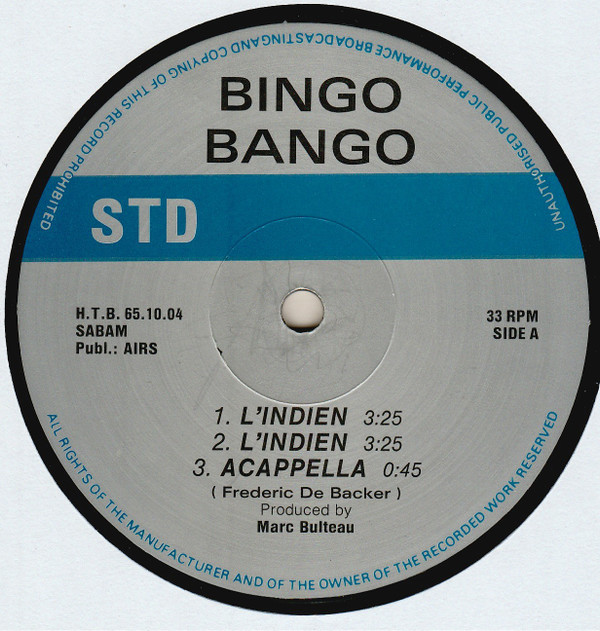 UNAUTHORISED PUBLIC PERFORMANCE BROADCASTINGAND COPYING OF THIS RECORD PROHIBITED
BINGO
BANGO
STD
H.T.B. 65.10.04
SABAM
Publ.: AIRS
33 RPM
SIDE A
1. L'INDIEN 3:25
2. L'INDIEN 3:25
3. ACAPPELLA 0:45
( Frederic De Backer )
Produced by
Marc Bulteau
ALL RIGHTS OF THE MANUFACTURER AND OF THE OWNER OF THE RECORDED WORK RESERVED